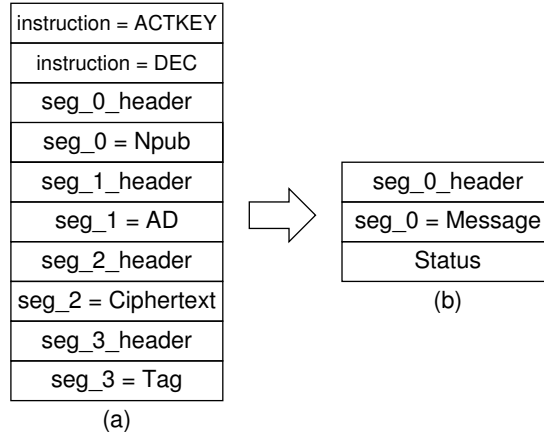 instruction = ACTKEY
instruction = DEC
seg_0_header
seg_0 = Npub
seg_1_header
seg_1 = AD
seg_2_header
seg_2 = Ciphertext
seg_3_header
seg_3 = Tag
(a)
seg_0_header
seg_0 = Message
Status
(b)